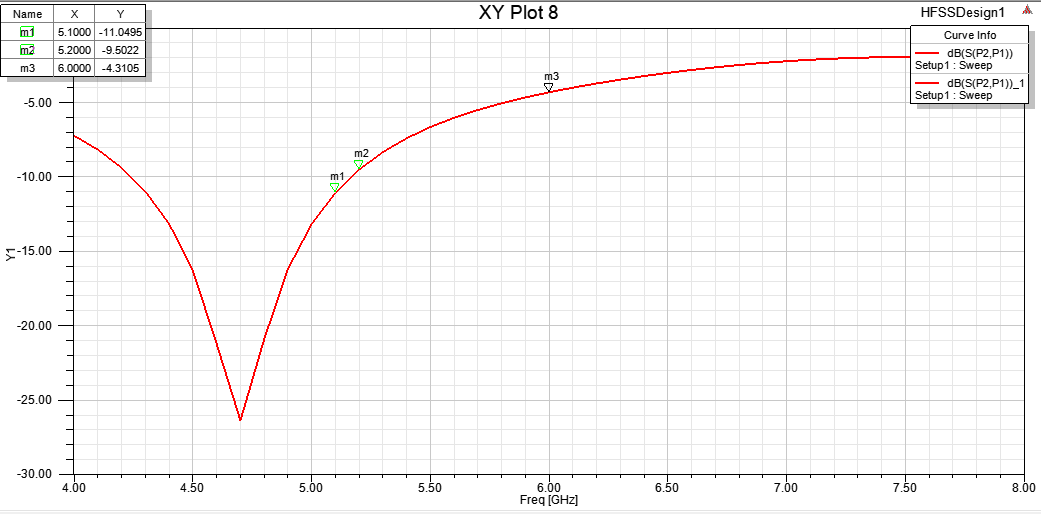 XY Plot 8
HFSSDesign1
Name X Y
m1 5.1000 -11.0495
m2 5.2000 -9.5022
m3 6.0000 -4.3105
Curve Info
dB(S(P2,P1))
Setup1 : Sweep
dB(S(P2,P1))_1
Setup1 : Sweep
m3
m2
m1
Y1
-5.00
-10.00
-15.00
-20.00
-25.00
-30.00
4.00 4.50 5.00 5.50 6.00 6.50 7.00 7.50 8.00
Freq [GHz]